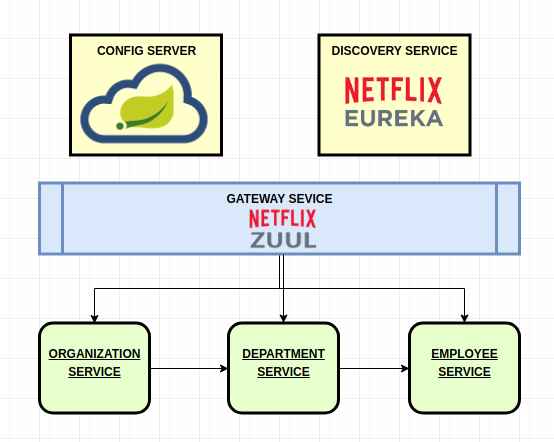 CONFIG SERVER
DISCOVERY SERVICE
NETFLIX
EUREKA
GATEWAY SEVICE
NETFLIX
ZUUL
ORGANIZATION
SERVICE
DEPARTMENT
SERVICE
EMPLOYEE
SERVICE